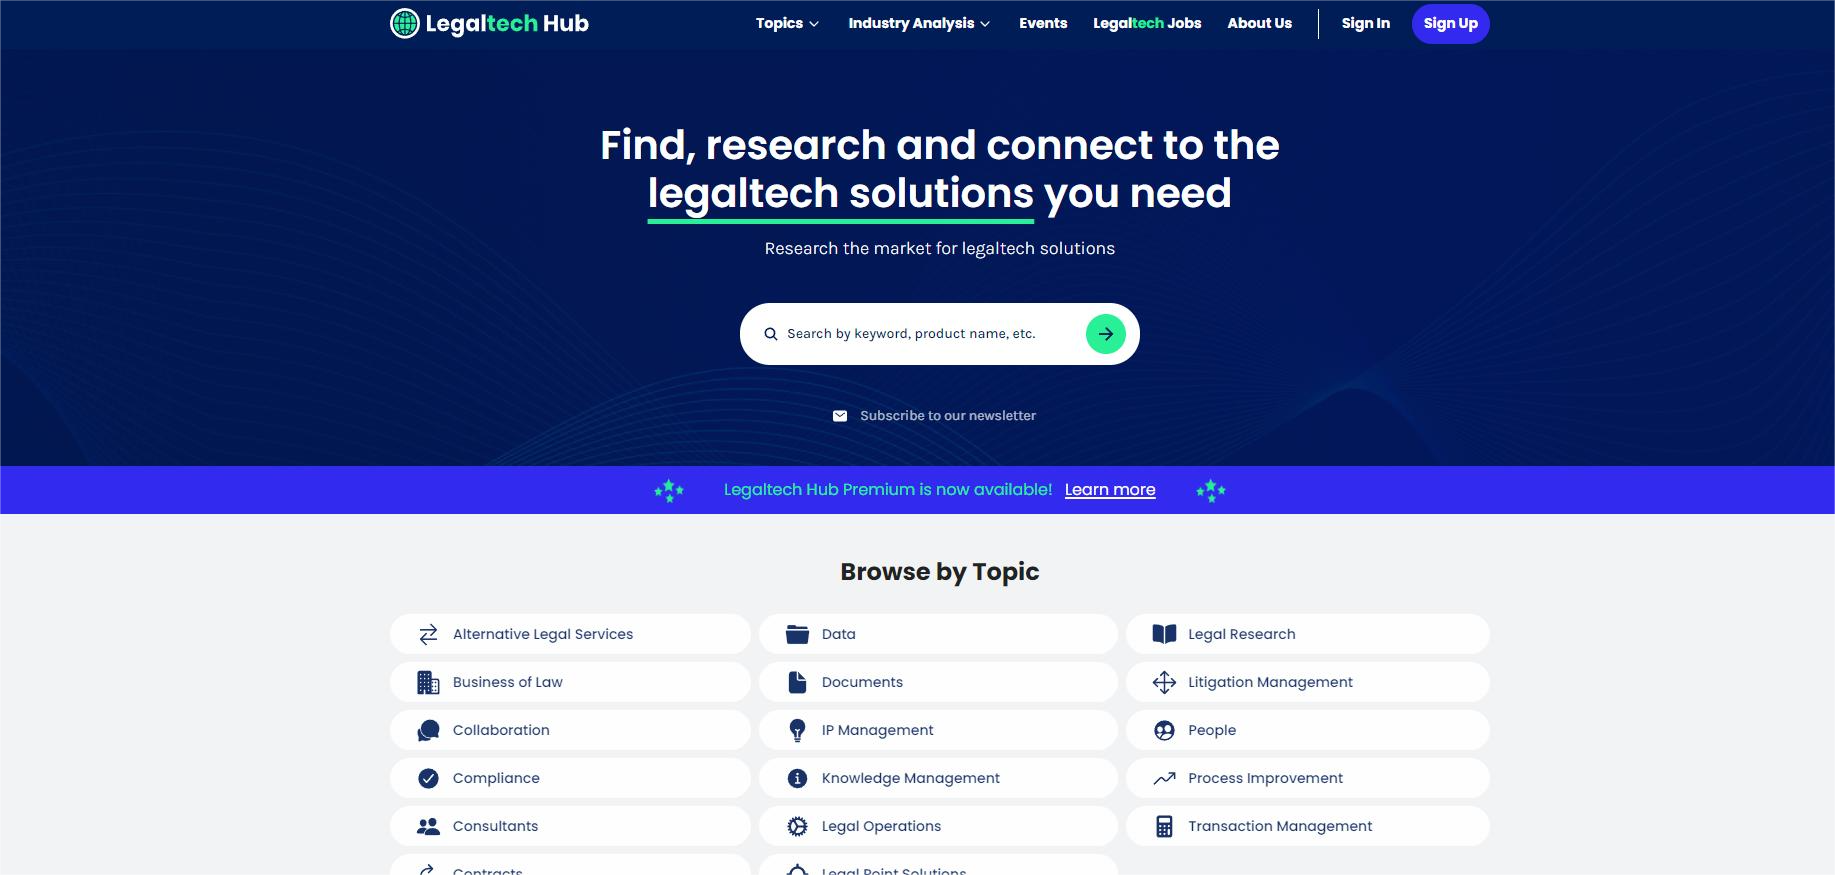 Legaltech Hub
Topics
Industry Analysis
Events
Legaltech Jobs
About Us
Sign In
Sign Up
Find, research and connect to the
legaltech solutions you need
Research the market for legaltech solutions
Search by keyword, product name, etc.
Subscribe to our newsletter
Legaltech Hub Premium is now available! Learn more
Browse by Topic
Alternative Legal Services
Data
Legal Research
Business of Law
Documents
Litigation Management
Collaboration
IP Management
People
Compliance
Knowledge Management
Process Improvement
Consultants
Legal Operations
Transaction Management
Contracts
Legal Point Solutions